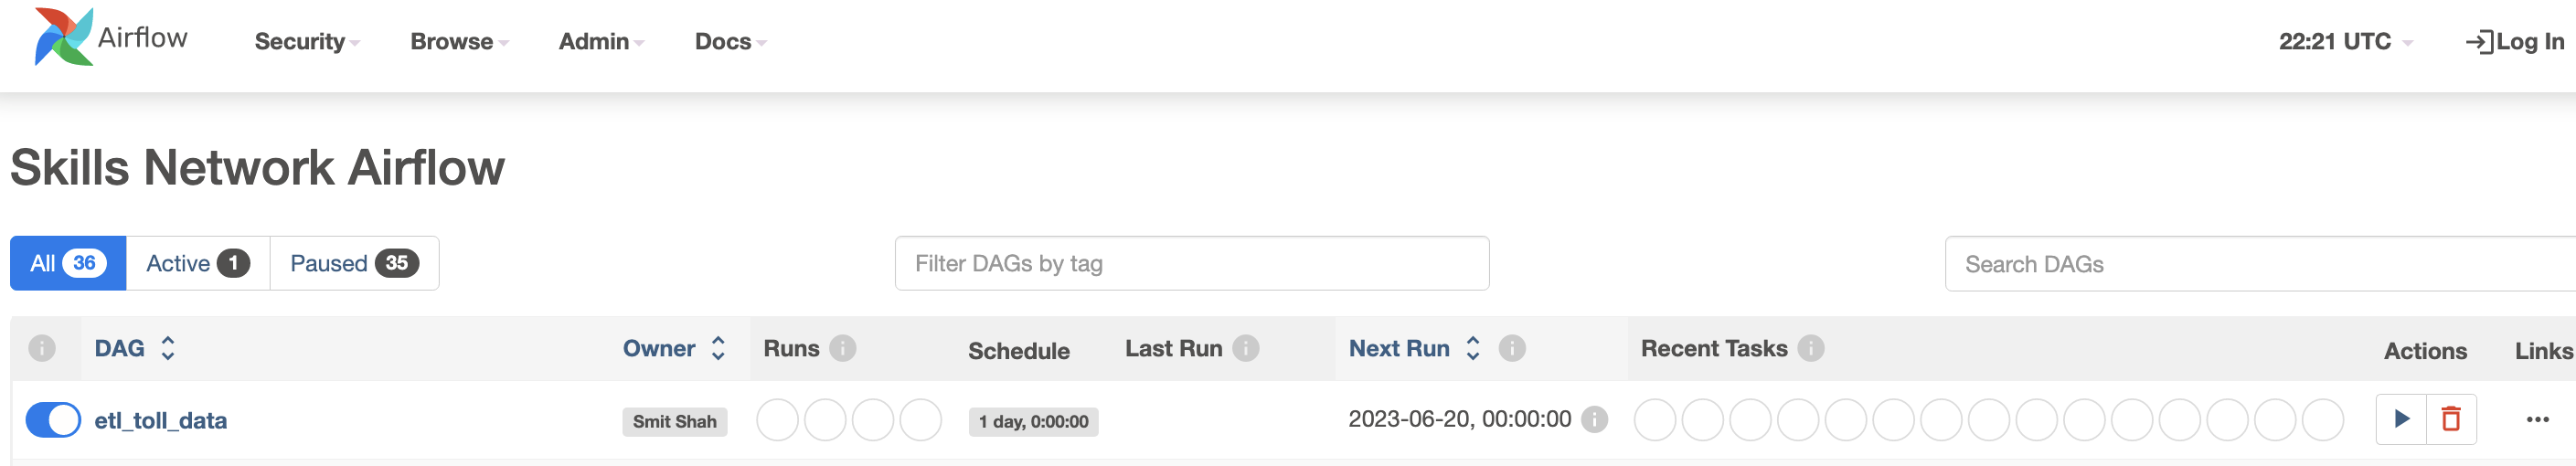 Airflow Security Browse Admin Docs 22:21 UTC Log In
Skills Network Airflow
All 36 Active 1 Paused 35 Filter DAGs by tag Search DAGs
DAG Owner Runs Schedule Last Run Next Run Recent Tasks Actions Links
etl_toll_data Smit Shah 1 day, 0:00:00 2023-06-20, 00:00:00